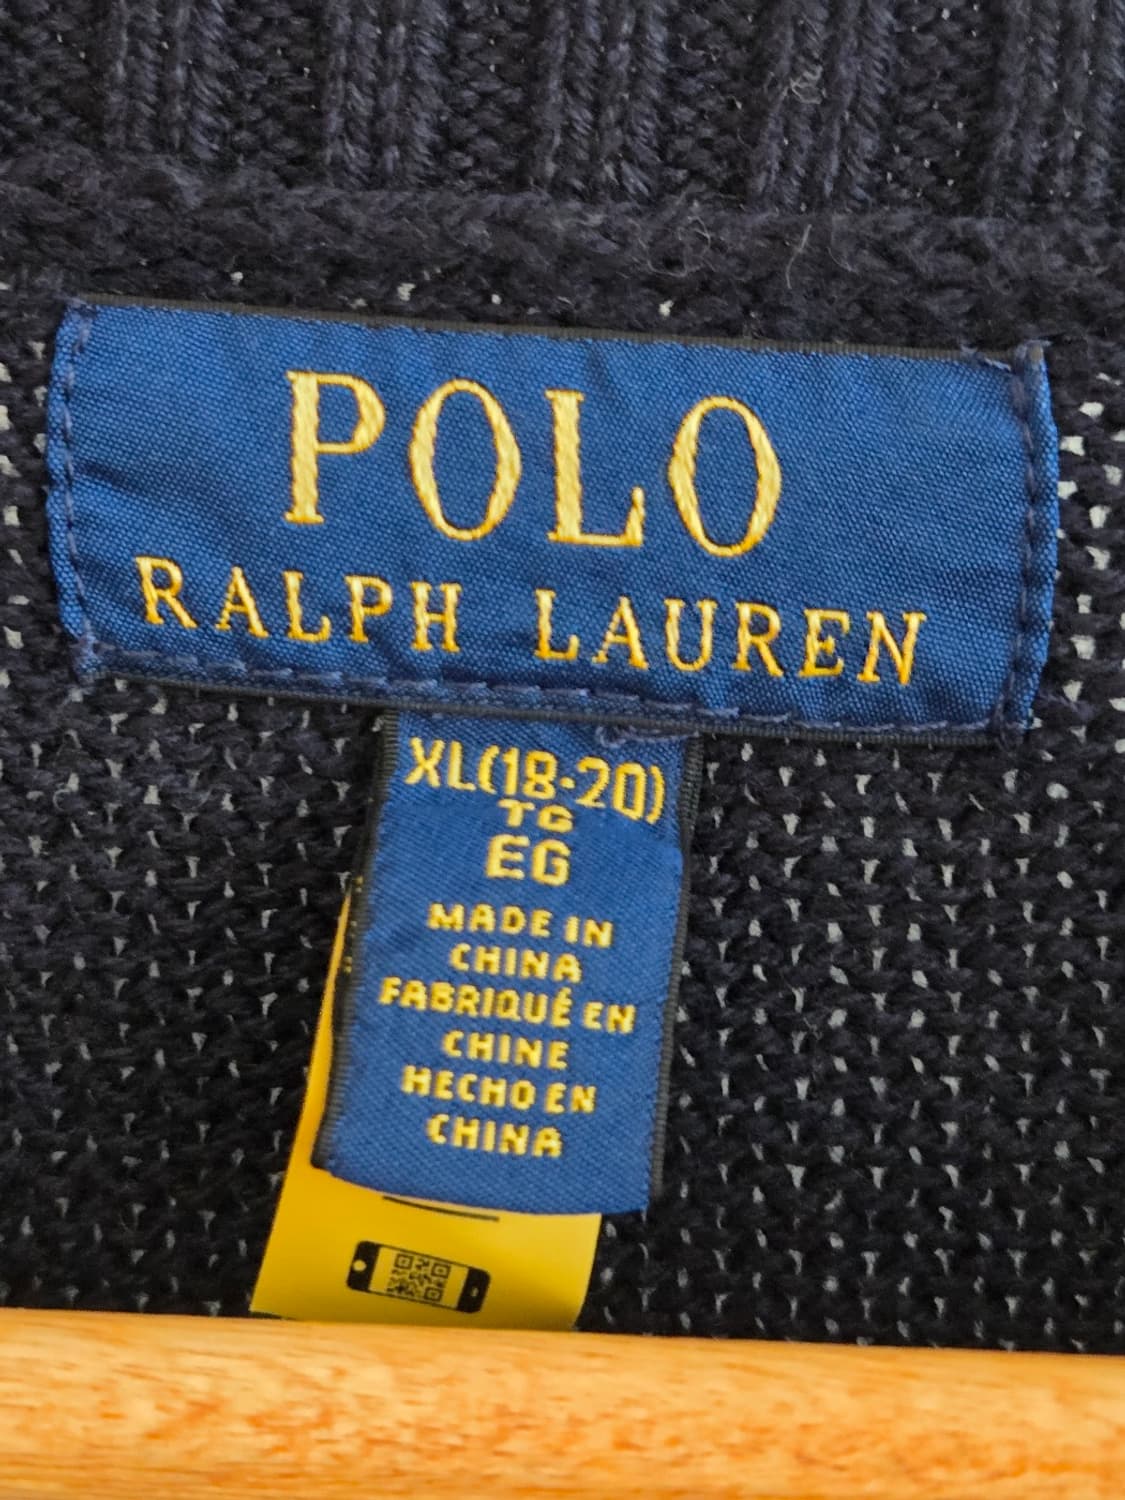 POLO
RALPH LAUREN
XL(18-20)
TG
EG
MADE IN
CHINA
FABRIQUÉ EN
CHINE
HECHO EN
CHINA